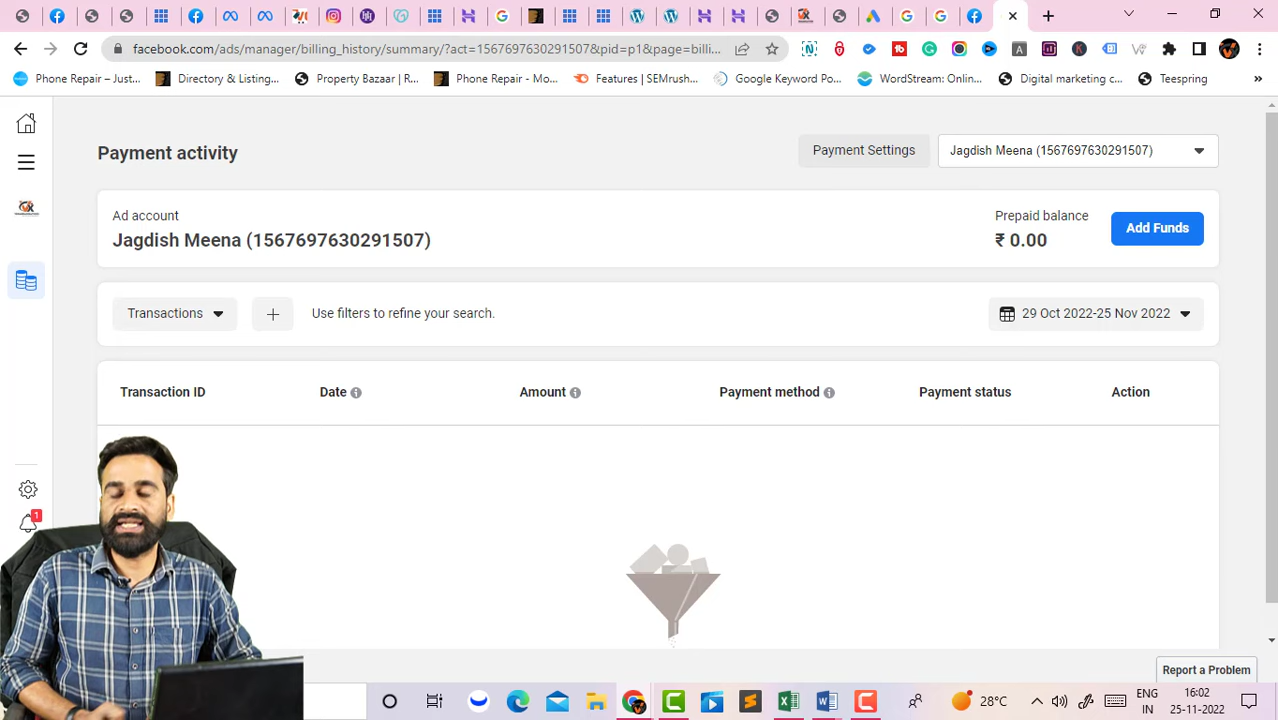 facebook.com/ads/manage/billing_history/summary/?act=1567697630291507&pid=p1&page=billi...
Phone Repair – Just...
Directory & Listing...
Property Bazaar | R...
Phone Repair - Mo...
Features | SEMrush...
Google Keyword Po...
WordStream: Onlin...
Digital marketing c...
Teespring
»
Payment activity
Payment Settings
Jagdish Meena (1567697630291507)
Ad account
Jagdish Meena (1567697630291507)
Prepaid balance
₹ 0.00
Add Funds
Transactions
Use filters to refine your search.
29 Oct 2022-25 Nov 2022
Transaction ID
Date
Amount
Payment method
Payment status
Action
1
Report a Problem
28°C
ENG
IN
16:02
25-11-2022